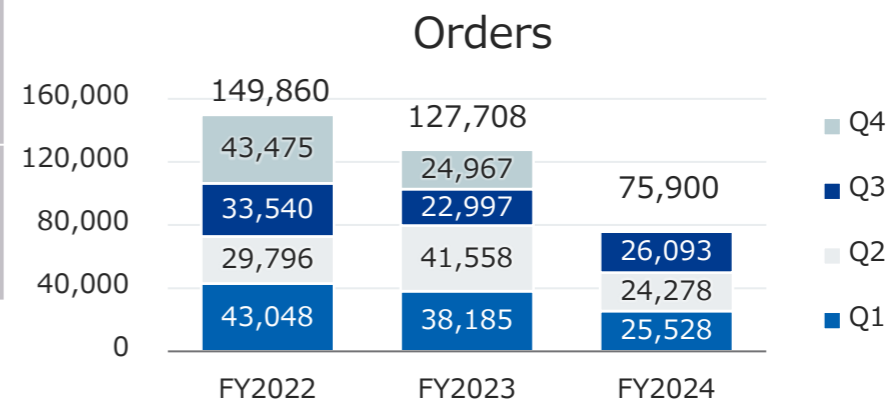 Orders
160,000
120,000
80,000
40,000
0
149,860
43,475
33,540
29,796
43,048
FY2022
127,708
24,967
22,997
41,558
38,185
FY2023
75,900
26,093
24,278
25,528
FY2024
Q4
Q3
Q2
Q1